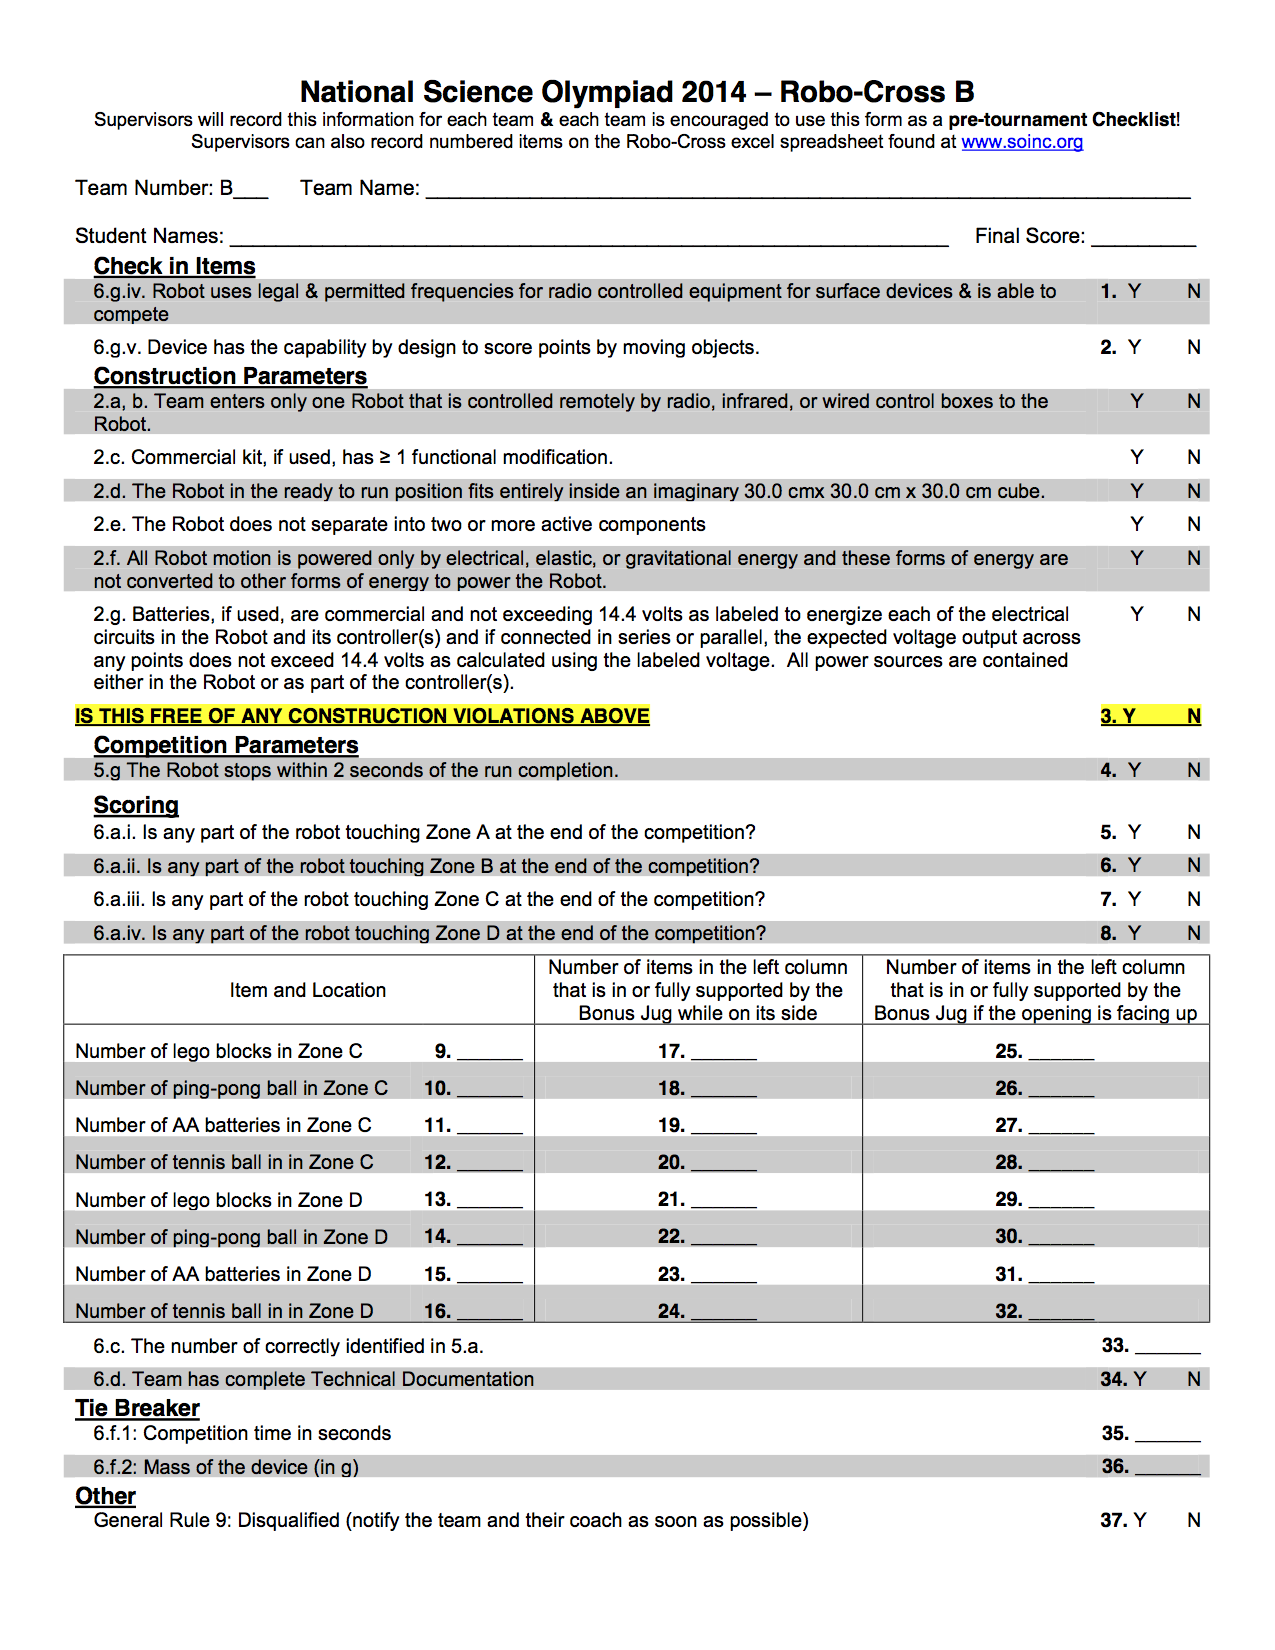 National Science Olympiad 2014 – Robo-Cross B
Supervisors will record this information for each team & each team is encouraged to use this form as a pre-tournament Checklist!
Supervisors can also record numbered items on the Robo-Cross excel spreadsheet found at www.soinc.org
Team Number: B___ Team Name: ___
Student Names: ___ Final Score: ___
Check in Items
6.g.iv. Robot uses legal & permitted frequencies for radio controlled equipment for surface devices & is able to 1. Y N
compete
6.g.v. Device has the capability by design to score points by moving objects. 2. Y N
Construction Parameters
2.a, b. Team enters only one Robot that is controlled remotely by radio, infrared, or wired control boxes to the Y N
Robot.
2.c. Commercial kit, if used, has ≥ 1 functional modification. Y N
2.d. The Robot in the ready to run position fits entirely inside an imaginary 30.0 cmx 30.0 cm x 30.0 cm cube. Y N
2.e. The Robot does not separate into two or more active components Y N
2.f. All Robot motion is powered only by electrical, elastic, or gravitational energy and these forms of energy are Y N
not converted to other forms of energy to power the Robot.
2.g. Batteries, if used, are commercial and not exceeding 14.4 volts as labeled to energize each of the electrical Y N
circuits in the Robot and its controller(s) and if connected in series or parallel, the expected voltage output across
any points does not exceed 14.4 volts as calculated using the labeled voltage. All power sources are contained
either in the Robot or as part of the controller(s).
IS THIS FREE OF ANY CONSTRUCTION VIOLATIONS ABOVE 3. Y N
Competition Parameters
5.g The Robot stops within 2 seconds of the run completion. 4. Y N
Scoring
6.a.i. Is any part of the robot touching Zone A at the end of the competition? 5. Y N
6.a.ii. Is any part of the robot touching Zone B at the end of the competition? 6. Y N
6.a.iii. Is any part of the robot touching Zone C at the end of the competition? 7. Y N
6.a.iv. Is any part of the robot touching Zone D at the end of the competition? 8. Y N
Item and Location
Number of items in the left column
that is in or fully supported by the
Bonus Jug while on its side
Number of items in the left column
that is in or fully supported by the
Bonus Jug if the opening is facing up
Number of lego blocks in Zone C 9. ______ 17. ______ 25. ______
Number of ping-pong ball in Zone C 10. ______ 18. ______ 26. ______
Number of AA batteries in Zone C 11. ______ 19. ______ 27. ______
Number of tennis ball in in Zone C 12. ______ 20. ______ 28. ______
Number of lego blocks in Zone D 13. ______ 21. ______ 29. ______
Number of ping-pong ball in Zone D 14. ______ 22. ______ 30. ______
Number of AA batteries in Zone D 15. ______ 23. ______ 31. ______
Number of tennis ball in in Zone D 16. ______ 24. ______ 32. ______
6.c. The number of correctly identified in 5.a. 33. ______
6.d. Team has complete Technical Documentation 34. Y N
Tie Breaker
6.f.1: Competition time in seconds 35. ______
6.f.2: Mass of the device (in g) 36. ______
Other
General Rule 9: Disqualified (notify the team and their coach as soon as possible) 37. Y N